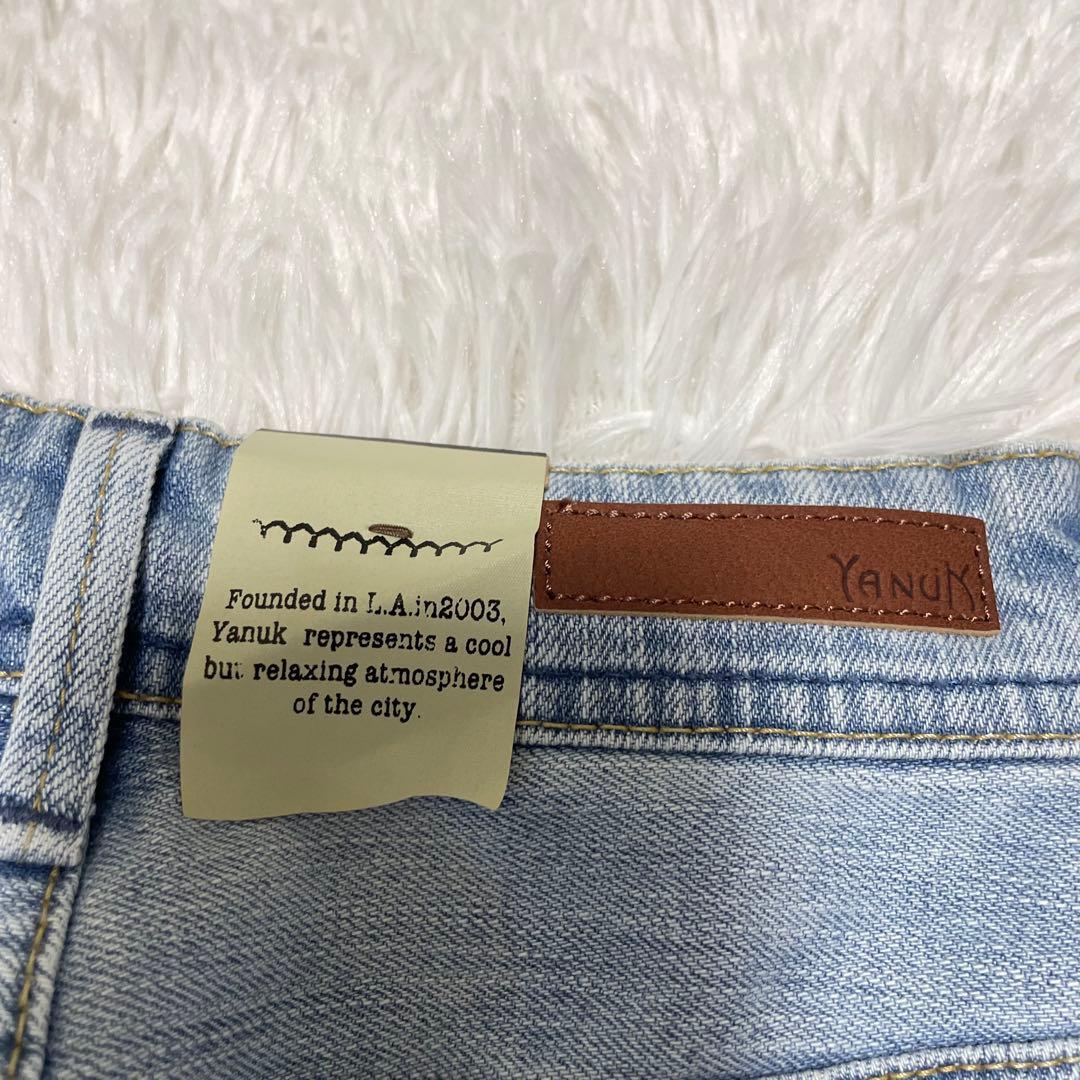 Founded in L.A.in2003,
Yanuk represents a cool
but relaxing atmosphere
of the city.
YANUK